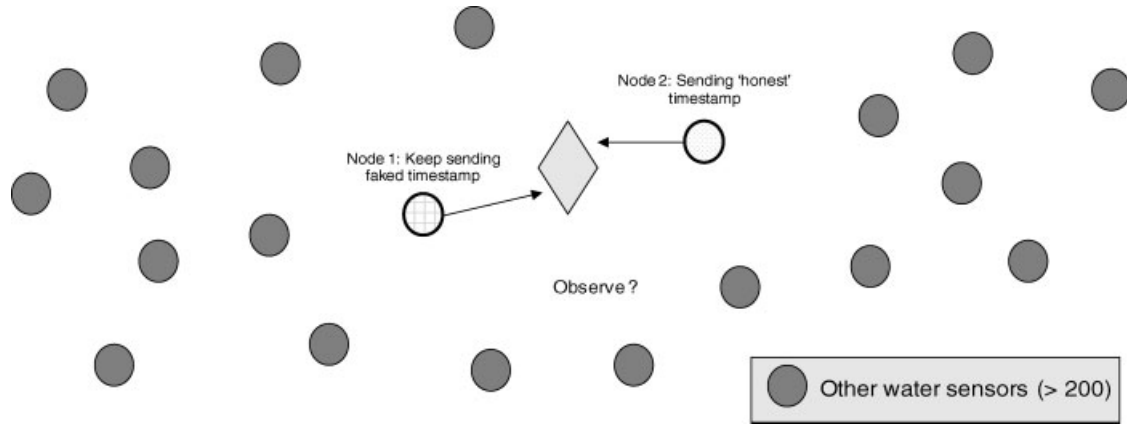 Node 2: Sending 'honest'
timestamp
Node 1: Keep sending
faked timestamp
Observe ?
Other water sensors (> 200)